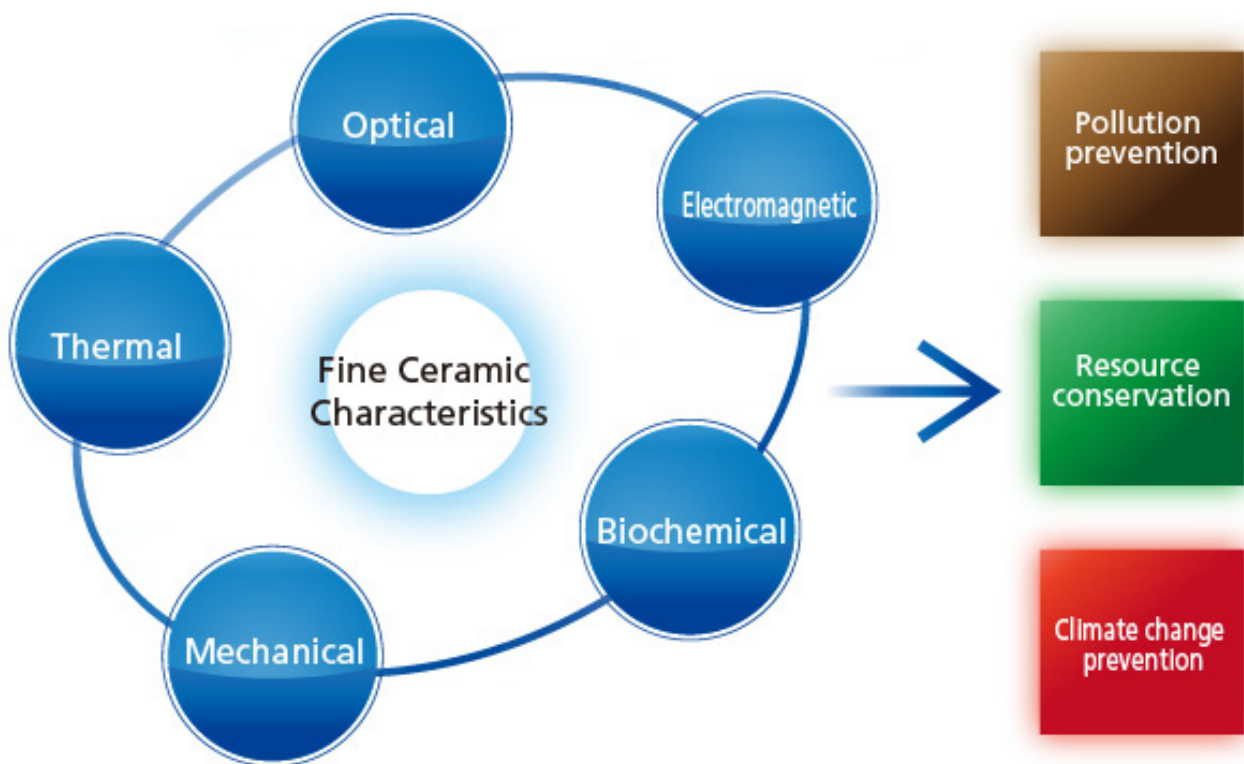 Optical
Electromagnetic
Thermal
Fine Ceramic
Characteristics
Biochemical
Mechanical
Pollution
prevention
Resource
conservation
Climate change
prevention